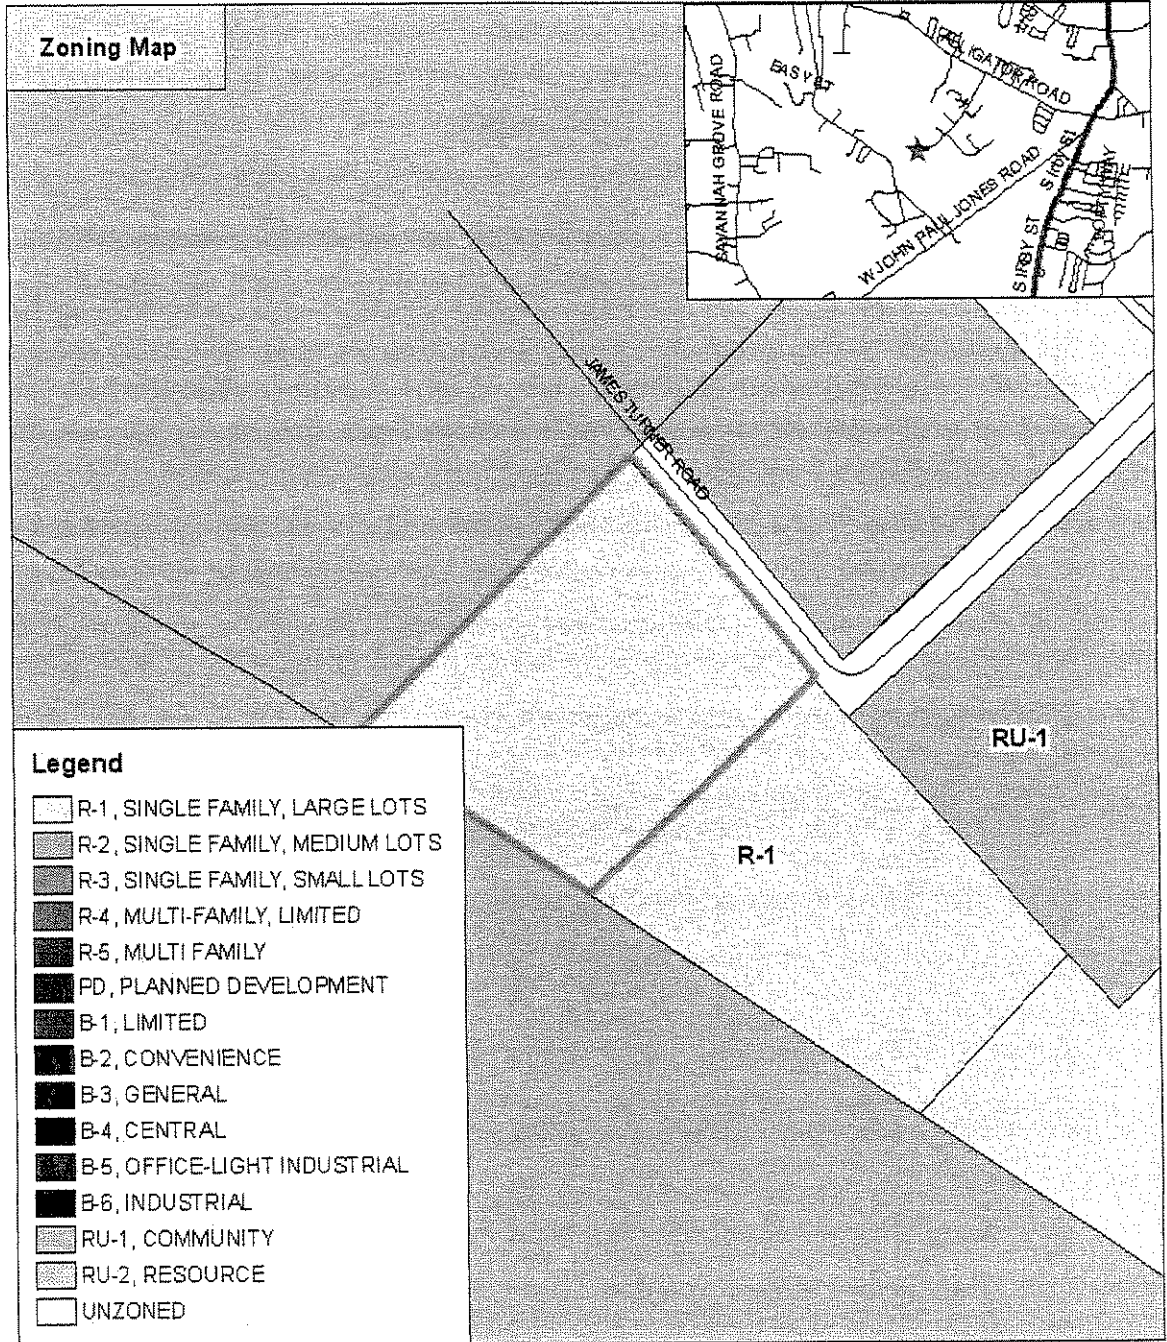 Zoning Map
ALLIGATOR ROAD
EASY ST
SAVANNAH GROVE ROAD
W JOHN PAUL JONES ROAD
S IRBY ST
S IRBY ST
JAMES TURNER ROAD
RU-1
R-1
Legend
R-1, SINGLE FAMILY, LARGE LOTS
R-2, SINGLE FAMILY, MEDIUM LOTS
R-3, SINGLE FAMILY, SMALL LOTS
R-4, MULTI-FAMILY, LIMITED
R-5, MULTI FAMILY
PD, PLANNED DEVELOPMENT
B-1, LIMITED
B-2, CONVENIENCE
B-3, GENERAL
B-4, CENTRAL
B-5, OFFICE-LIGHT INDUSTRIAL
B-6, INDUSTRIAL
RU-1, COMMUNITY
RU-2, RESOURCE
UNZONED